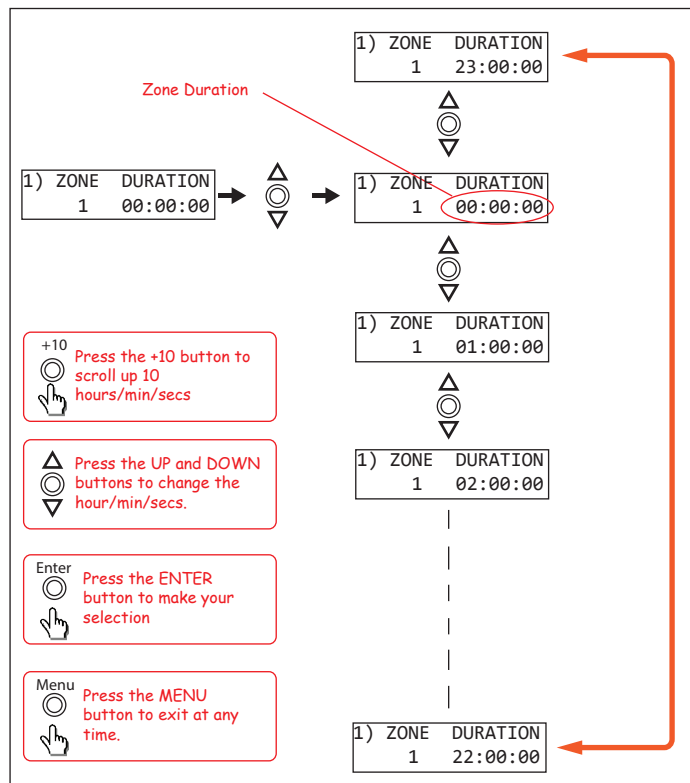 1) ZONE DURATION
1 23:00:00
Zone Duration
1) ZONE DURATION
1 00:00:00
1) ZONE DURATION
1 00:00:00
1) ZONE DURATION
1 01:00:00
+10
Press the +10 button to
scroll up 10
hours/min/secs
Press the UP and DOWN
buttons to change the
hour/min/secs.
1) ZONE DURATION
1 02:00:00
Enter
Press the ENTER
button to make your
selection
Menu
Press the MENU
button to exit at any
time.
1) ZONE DURATION
1 22:00:00